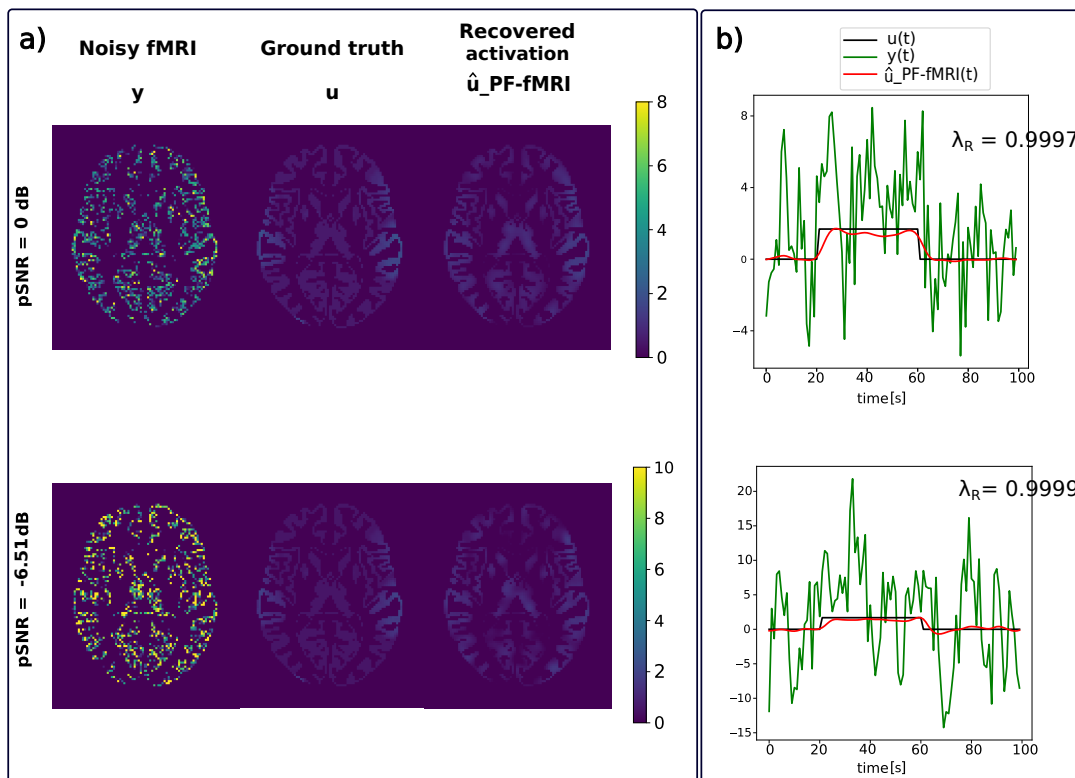 a)
Noisy fMRI
y
Ground truth
u
Recovered
activation
û_PF-fMRI
pSNR = 0 dB
8
6
4
2
0
pSNR = -6.51dB
10
8
6
4
2
0
b)
u(t)
y(t)
û_PF-fMRI(t)
λ_R = 0.9997
8
4
0
−4
0 20 40 60 80 100
time[s]
λR= 0.9999
20
15
10
5
0
−5
−10
−15
0 20 40 60 80 100
time[s]